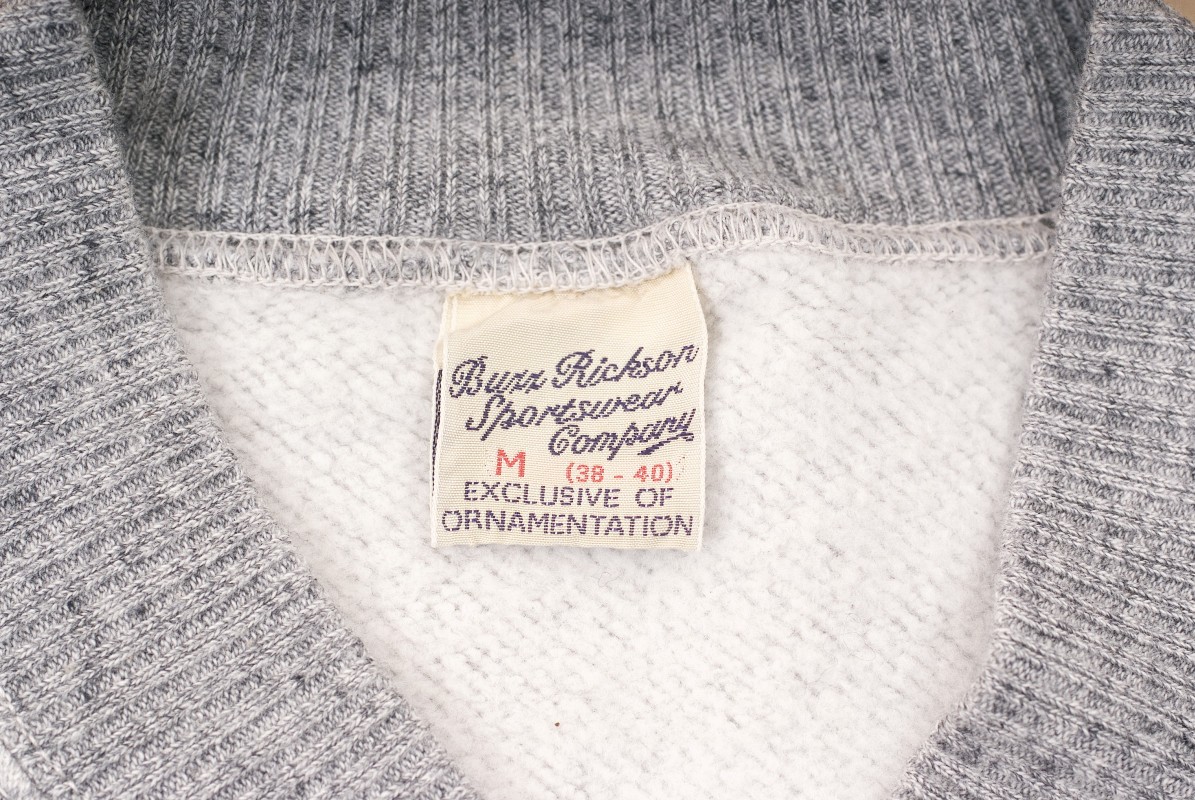 Buzz Rickson
Sportswear
Company
M (38 - 40)
EXCLUSIVE OF
ORNAMENTATION